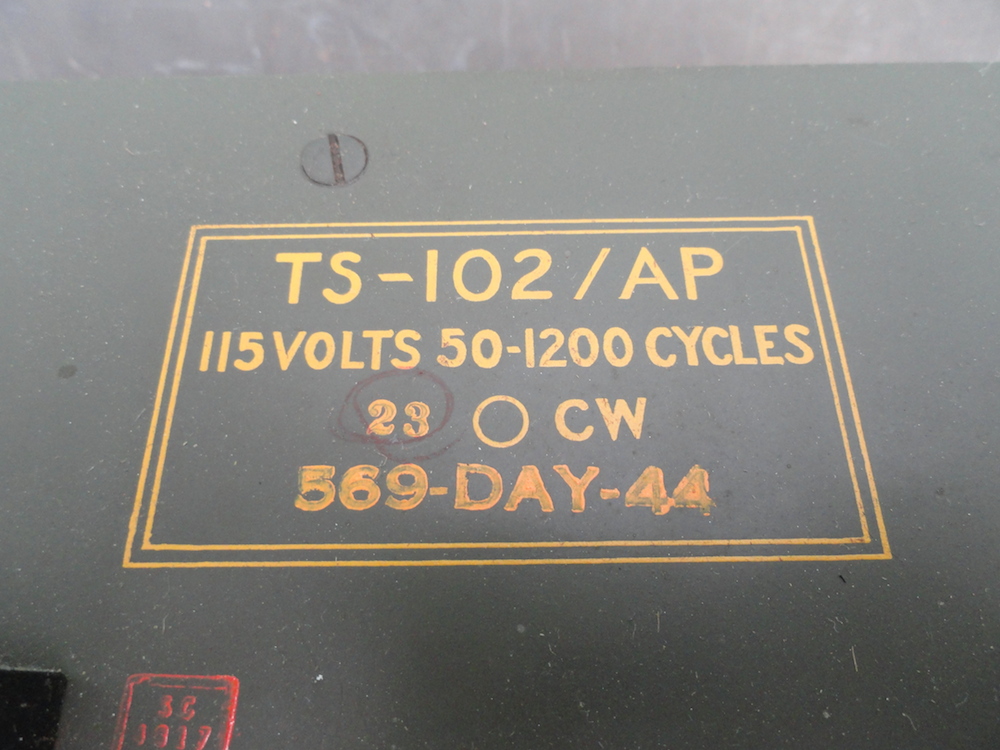 TS-102/AP
115 VOLTS 50-1200 CYCLES
23 ○ CW
569-DAY-44